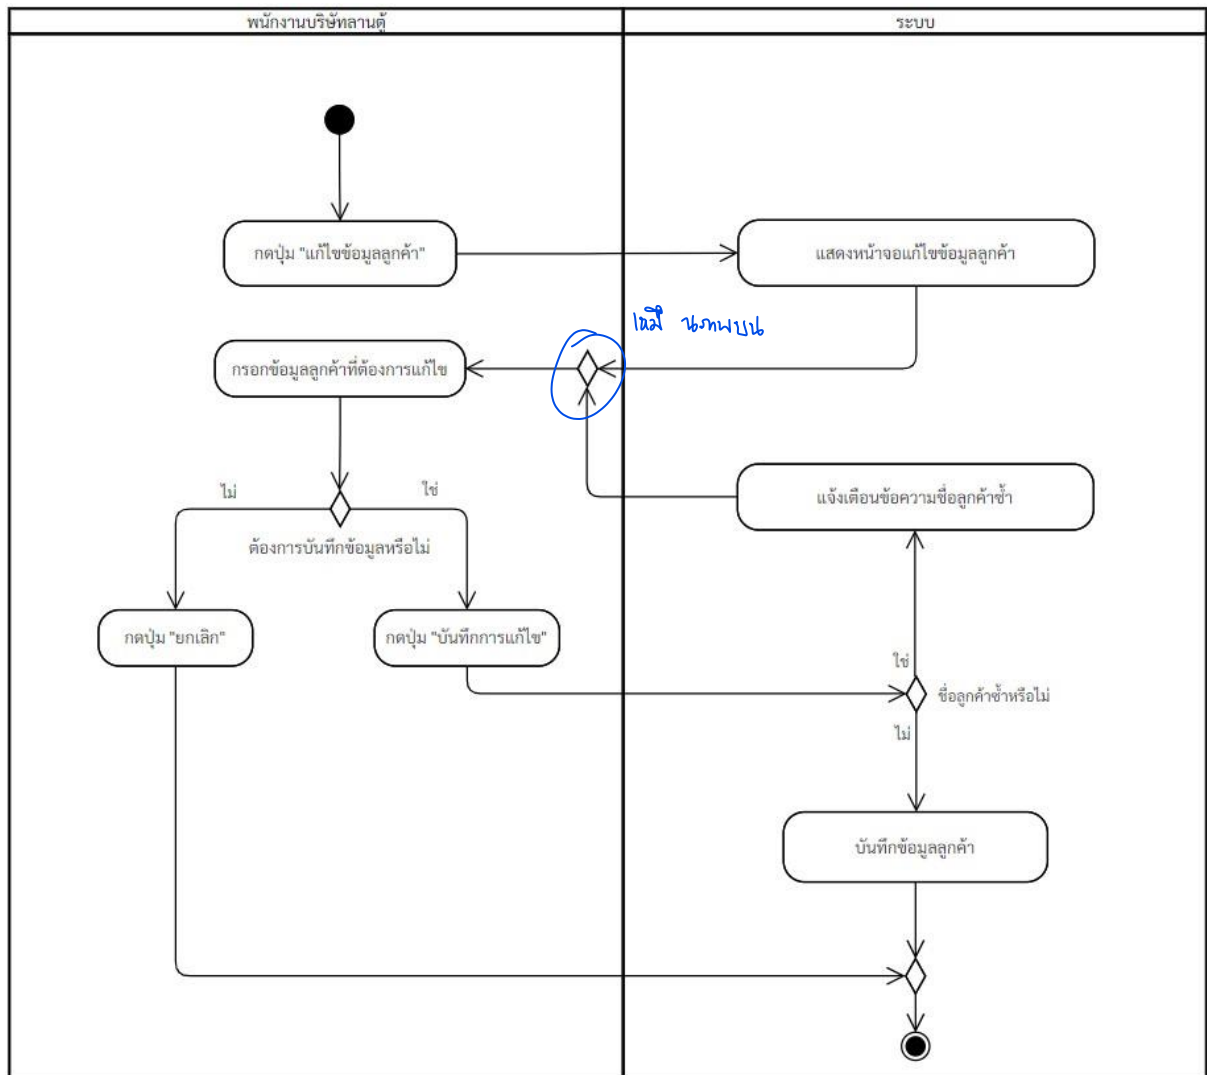 พนักงานบริษัทลานตู้
ระบบ
กดปุ่ม "แก้ไขข้อมูลลูกค้า"
แสดงหน้าจอแก้ไขข้อมูลลูกค้า
เหมื นภาพบน
กรอกข้อมูลลูกค้าที่ต้องการแก้ไข
แจ้งเตือนข้อความชื่อลูกค้าซ้ำ
ไม่
ใช่
ต้องการบันทึกข้อมูลหรือไม่
กดปุ่ม "ยกเลิก"
กดปุ่ม "บันทึกการแก้ไข"
ใช่
ชื่อลูกค้าซ้ำหรือไม่
ไม่
บันทึกข้อมูลลูกค้า